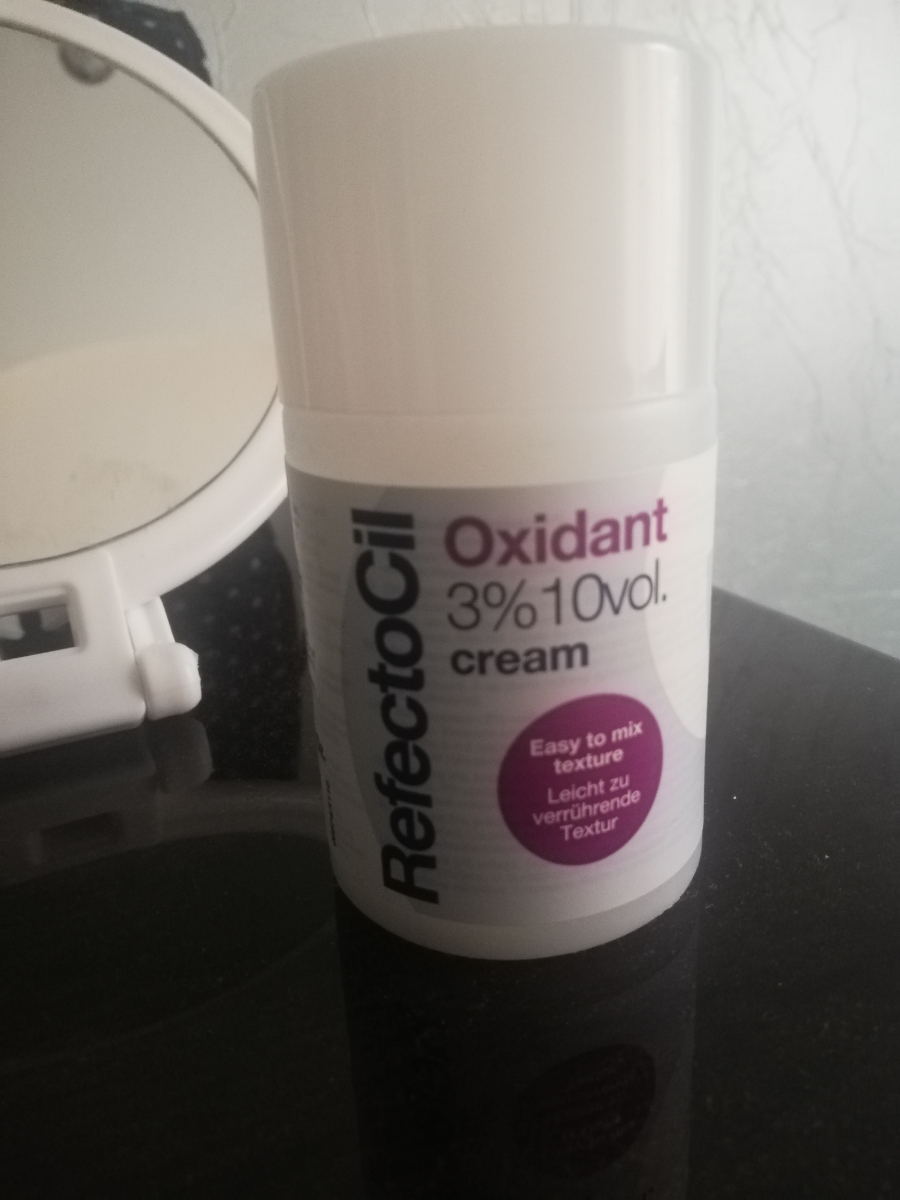 RefectoCil
Oxidant
3%10vol.
cream
Easy to mix
texture
Leicht zu
verrührende
Textur